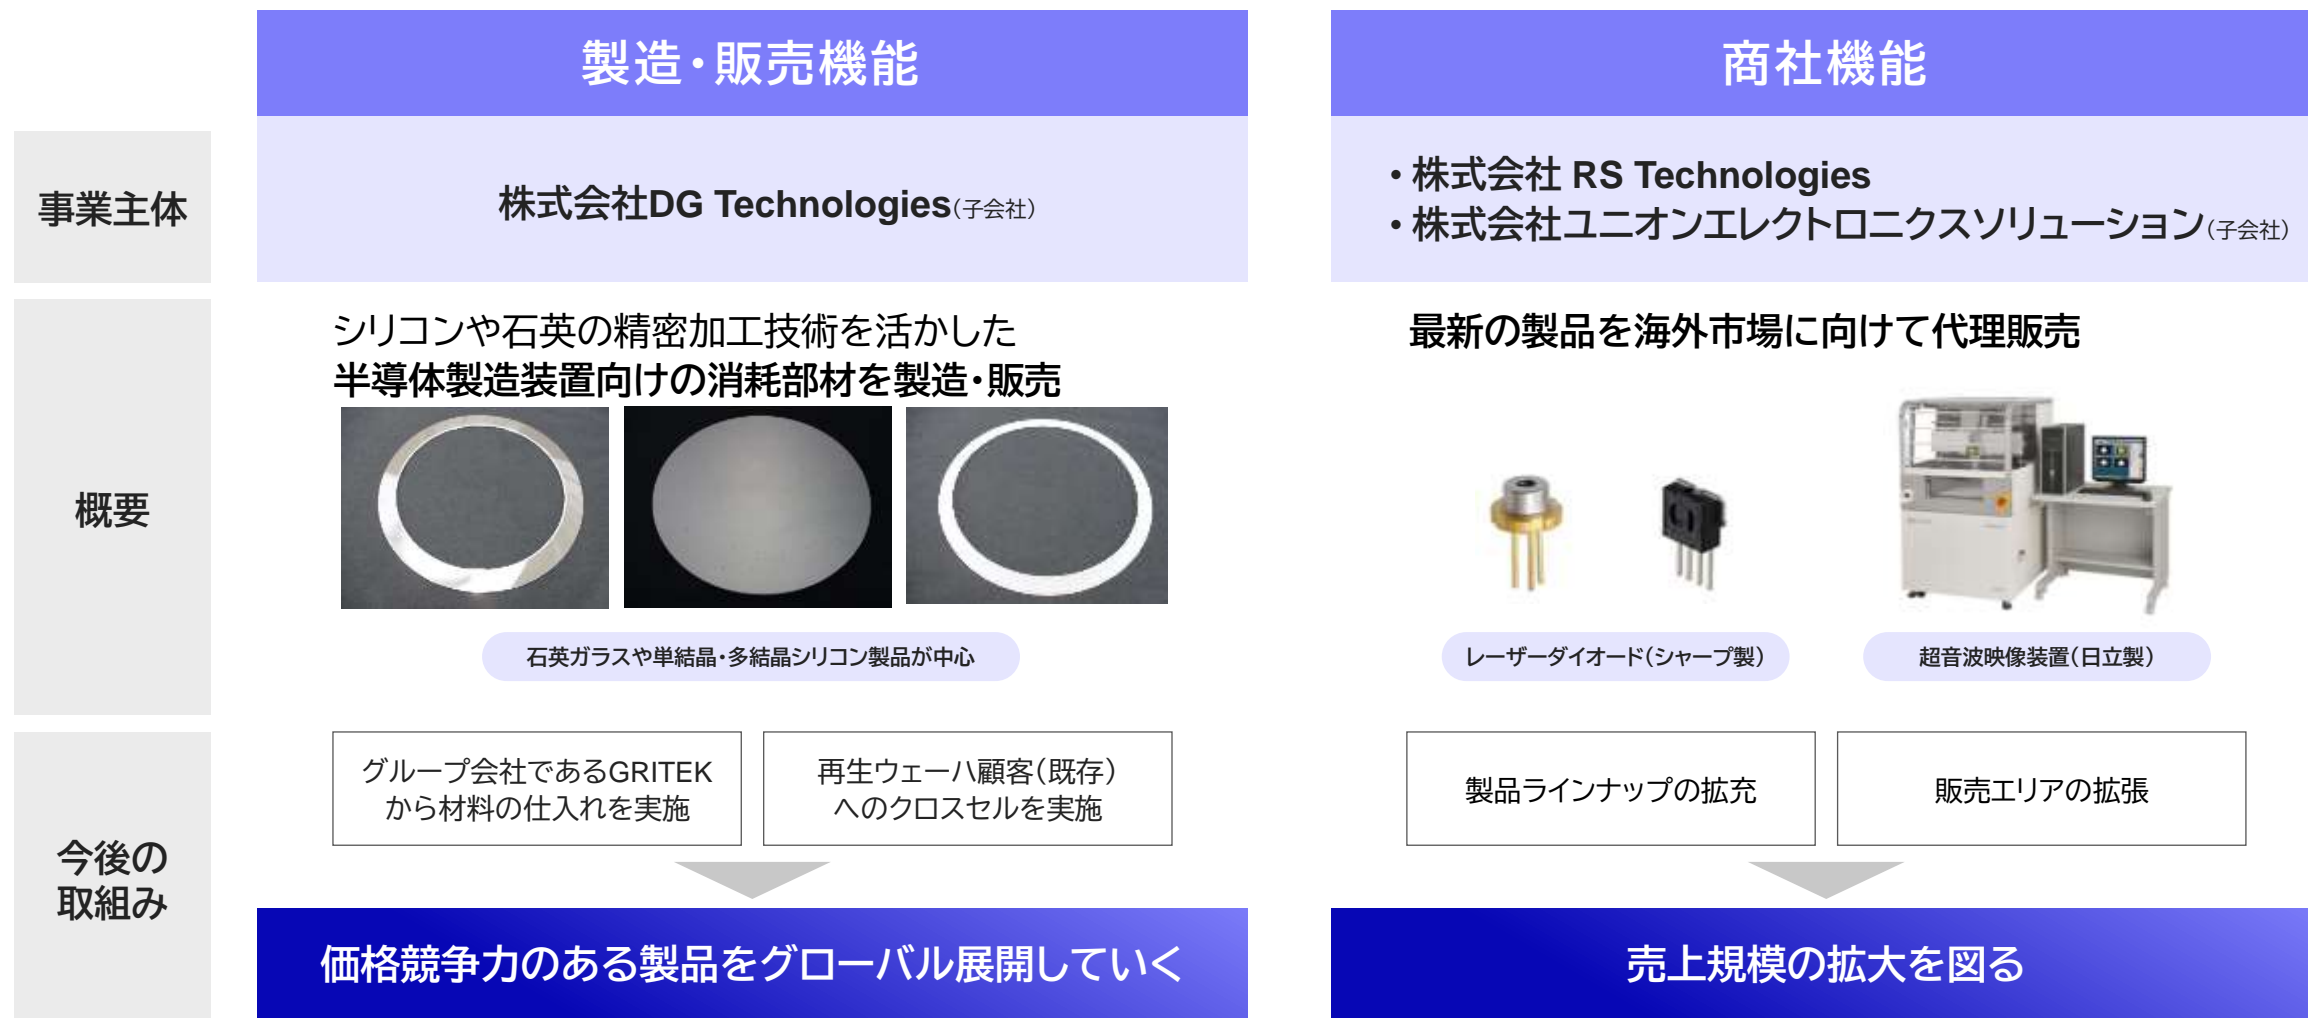 製造・販売機能
商社機能
事業主体
株式会社DG Technologies(子会社)
・株式会社 RS Technologies
・株式会社ユニオンエレクトロニクスソリューション(子会社)
概要
シリコンや石英の精密加工技術を活かした
半導体製造装置向けの消耗部材を製造・販売
石英ガラスや単結晶・多結晶シリコン製品が中心
最新の製品を海外市場に向けて代理販売
レーザーダイオード(シャープ製)
超音波映像装置(日立製)
今後の
取組み
グループ会社であるGRITEK
から材料の仕入れを実施
再生ウェーハ顧客(既存)
へのクロスセルを実施
価格競争力のある製品をグローバル展開していく
製品ラインナップの拡充
販売エリアの拡張
売上規模の拡大を図る